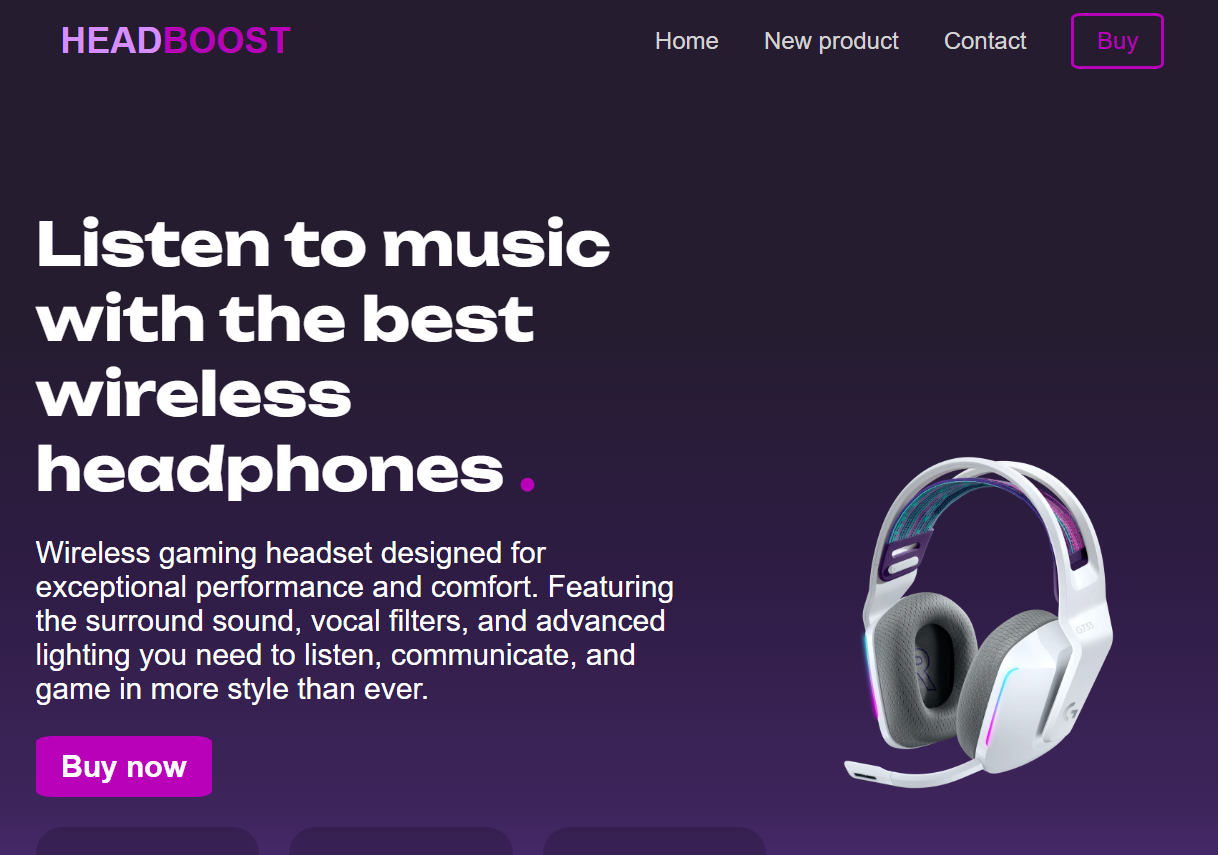 HEADBOOST
Home New product Contact Buy
Listen to music
with the best
wireless
headphones .
Wireless gaming headset designed for
exceptional performance and comfort. Featuring
the surround sound, vocal filters, and advanced
lighting you need to listen, communicate, and
game in more style than ever.
Buy now
R
G733